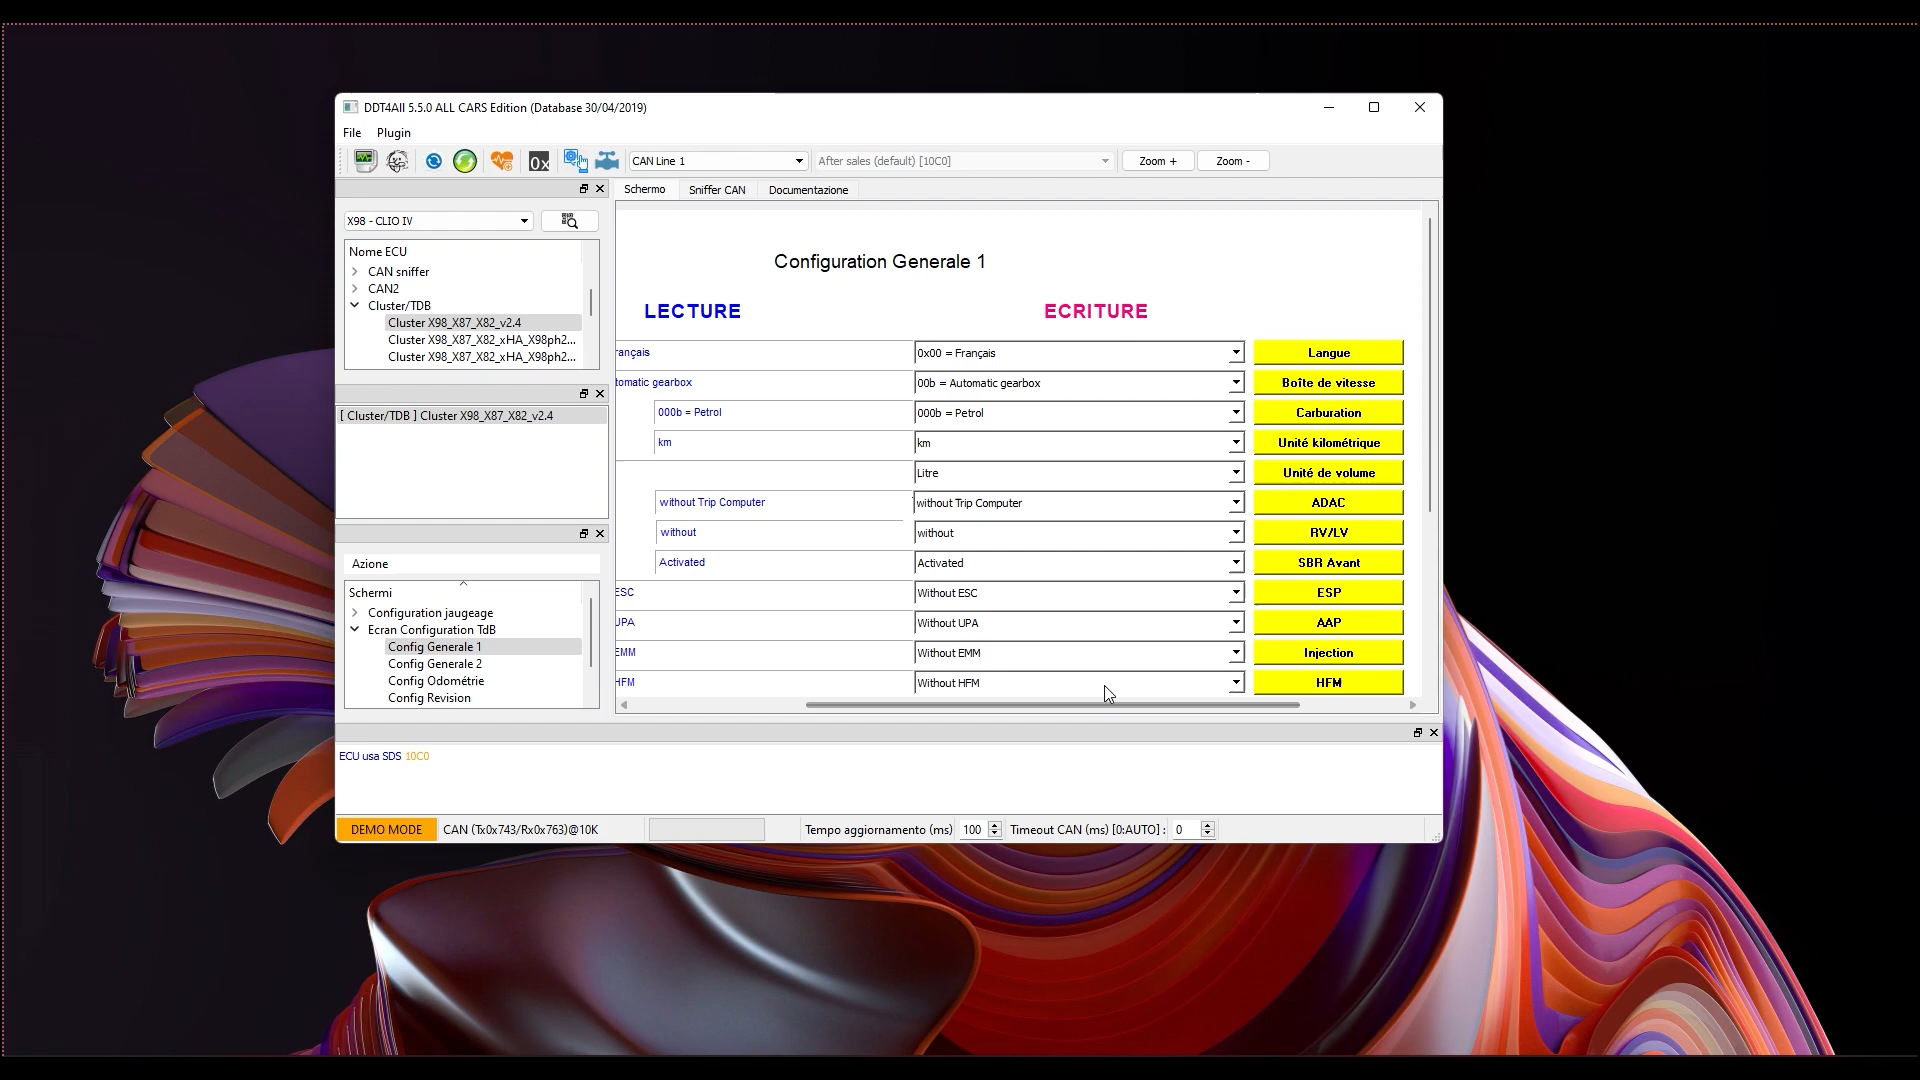 DDT4All 5.5.0 ALL CARS Edition (Database 30/04/2019)
File Plugin
0x CAN Line 1 After sales (default) [10C0] Zoom + Zoom -
Schermo Sniffer CAN Documentazione
X98 - CLIO IV
Nome ECU
CAN sniffer
CAN2
Cluster/TDB
Cluster X98_X87_X82_v2.4
Cluster X98_X87_X82_xHA_X98ph2...
Cluster X98_X87_X82_xHA_X98ph2...
[ Cluster/TDB ] Cluster X98_X87_X82_v2.4
Azione
Schermi
Configuration jaugeage
Ecran Configuration TdB
Config Generale 1
Config Generale 2
Config Odométrie
Config Revision
Configuration Generale 1
LECTURE ECRITURE
rançais 0x00 = Français Langue
tomatic gearbox 00b = Automatic gearbox Boîte de vitesse
000b = Petrol 000b = Petrol Carburation
km km Unité kilométrique
Litre Unité de volume
without Trip Computer without Trip Computer ADAC
without without RV/LV
Activated Activated SBR Avant
ESC Without ESC ESP
UPA Without UPA AAP
EMM Without EMM Injection
HFM Without HFM HFM
ECU usa SDS 10C0
DEMO MODE CAN (Tx0x743/Rx0x763)@10K Tempo aggiornamento (ms) 100 Timeout CAN (ms) [0:AUTO] : 0